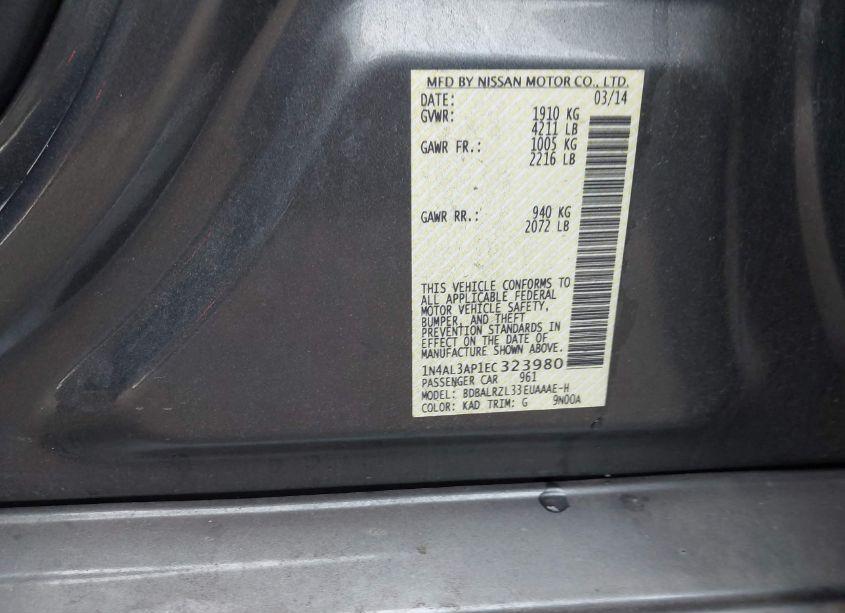 MFD BY NISSAN MOTOR CO., LTD.
DATE: 03/14
GVWR: 1910 KG
4211 LB
GAWR FR.: 1005 KG
2216 LB
GAWR RR.: 940 KG
2072 LB
THIS VEHICLE CONFORMS TO
ALL APPLICABLE FEDERAL
MOTOR VEHICLE SAFETY,
BUMPER, AND THEFT
PREVENTION STANDARDS IN
EFFECT ON THE DATE OF
MANUFACTURE SHOWN ABOVE.
1N4AL3AP1EC323980
PASSENGER CAR 961
MODEL: BDBALRZL33EUAAAE-H
COLOR: KAD TRIM: G 9N00A